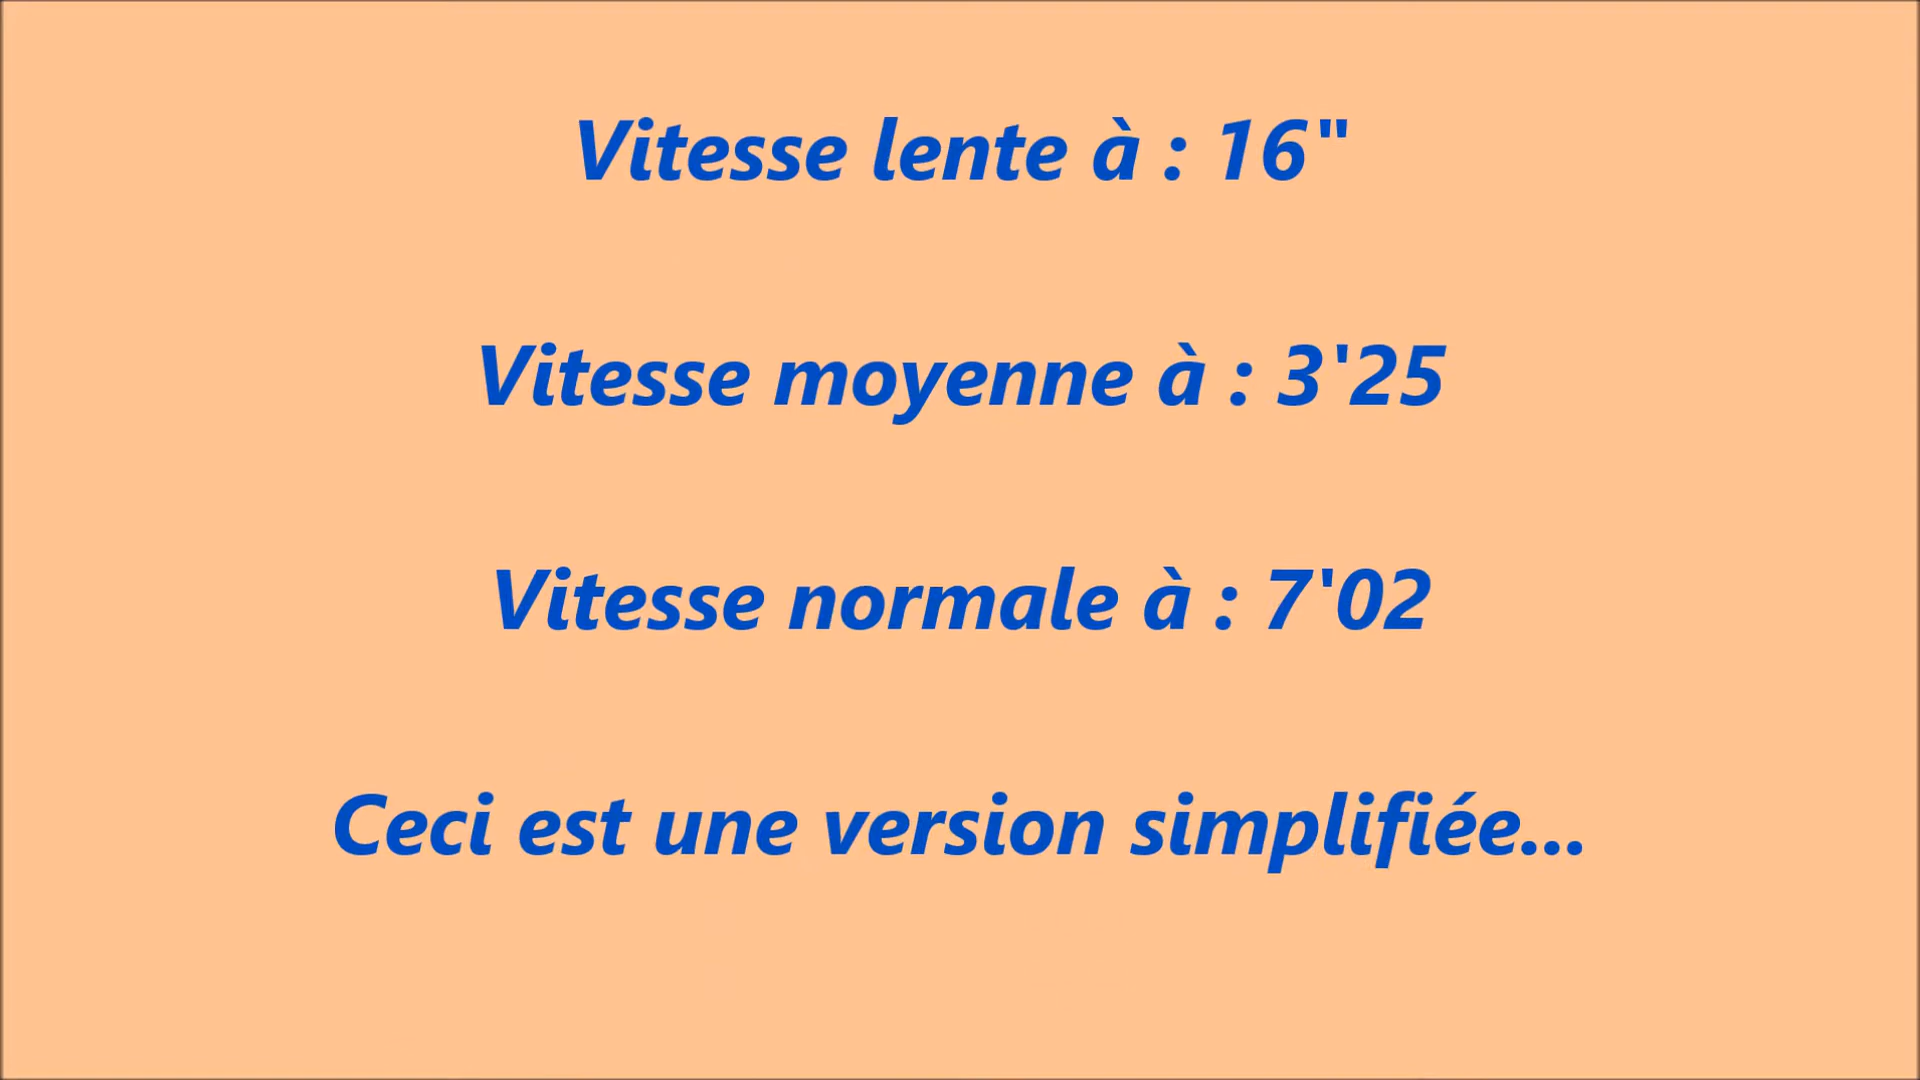 Vitesse lente à : 16"
Vitesse moyenne à : 3'25
Vitesse normale à : 7'02
Ceci est une version simplifiée...